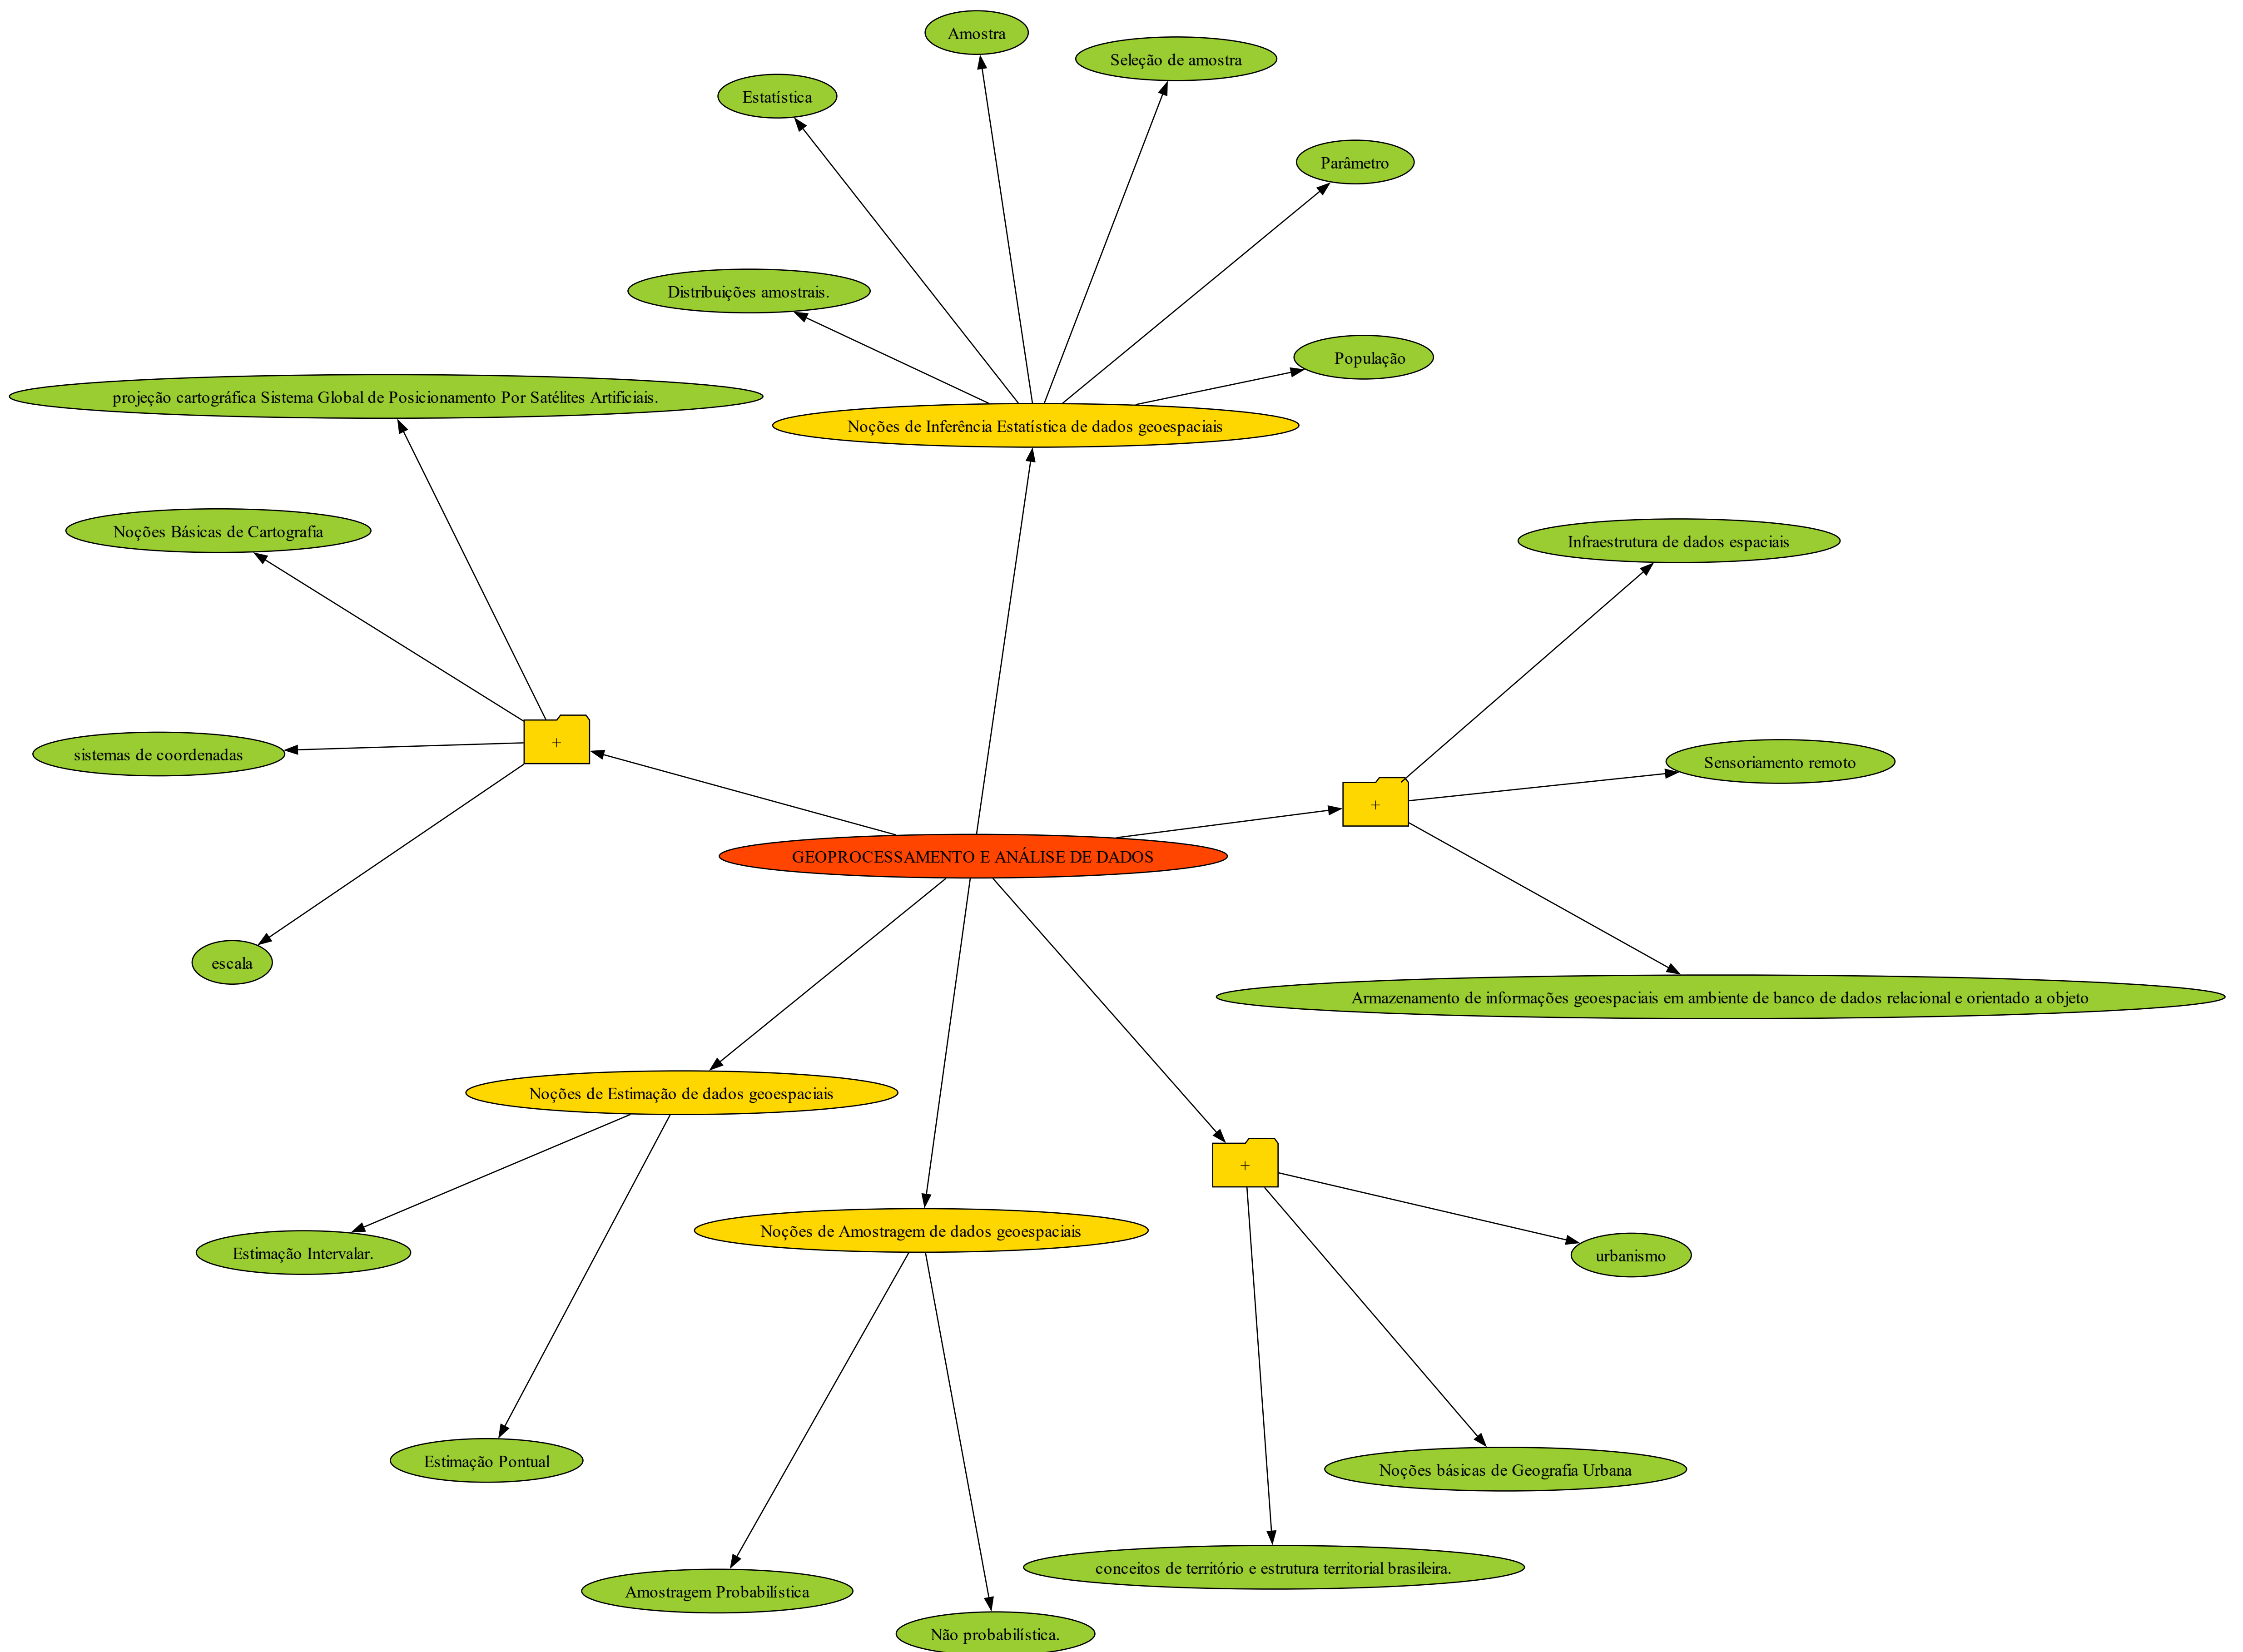 Amostra
Seleção de amostra
Estatística
Parâmetro
Distribuições amostrais.
População
projeção cartográfica Sistema Global de Posicionamento Por Satélites Artificiais.
Noções de Inferência Estatística de dados geoespaciais
Noções Básicas de Cartografia
Infraestrutura de dados espaciais
+
sistemas de coordenadas
Sensoriamento remoto
+
GEOPROCESSAMENTO E ANÁLISE DE DADOS
escala
Armazenamento de informações geoespaciais em ambiente de banco de dados relacional e orientado a objeto
Noções de Estimação de dados geoespaciais
+
Noções de Amostragem de dados geoespaciais
Estimação Intervalar.
urbanismo
Estimação Pontual
Noções básicas de Geografia Urbana
conceitos de território e estrutura territorial brasileira.
Amostragem Probabilística
Não probabilística.